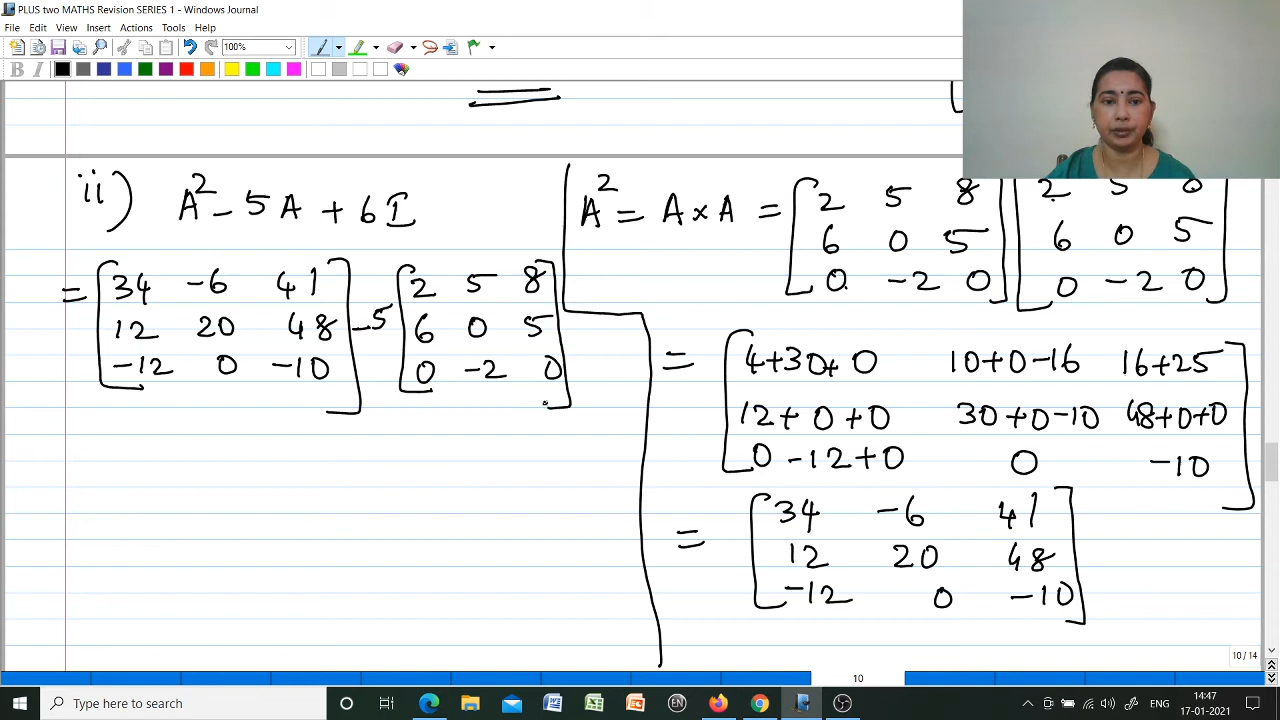 PLUS two MATHS Revision SERIES 1 - Windows Journal
File Edit View Insert Actions Tools Help
100%
B I
ii) A² - 5A + 6I
= [34 -6 41] -5 [2 5 8]
12 20 48 6 0 5
-12 0 -10 0 -2 0
A² = A × A = [2 5 8]
6 0 5 6 0 5
0 -2 0 0 -2 0
= [4+30+0 10+0-16 16+25]
12+0+0 30+0-10 48+0+0
0-12+0 0 -10
= [34 -6 41]
12 20 48
-12 0 -10
10/14
10
Type here to search
EN
ENG
14:47
17-01-2021